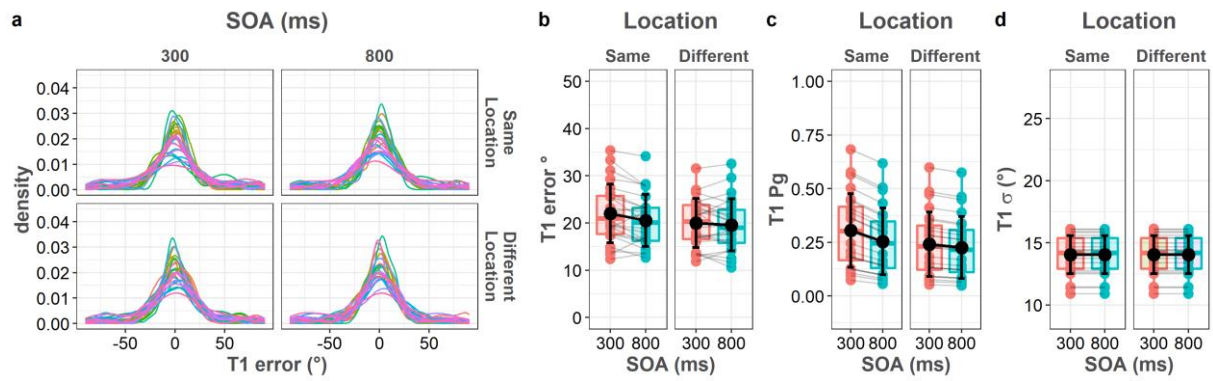 a
SOA (ms)
300
800
density
0.04
0.03
0.02
0.01
0.00
Same
Location
0.04
0.03
0.02
0.01
0.00
Different
Location
-50
0
50
-50
0
50
T1 error (°)
b
Location
Same
Different
T1 error °
50
40
30
20
10
0
300 800
300 800
SOA (ms)
c
Location
Same
Different
T1 Pg
1.00
0.75
0.50
0.25
0.00
300 800
300 800
SOA (ms)
d
Location
Same
Different
T1 σ (°)
25
20
15
10
300 800
300 800
SOA (ms)